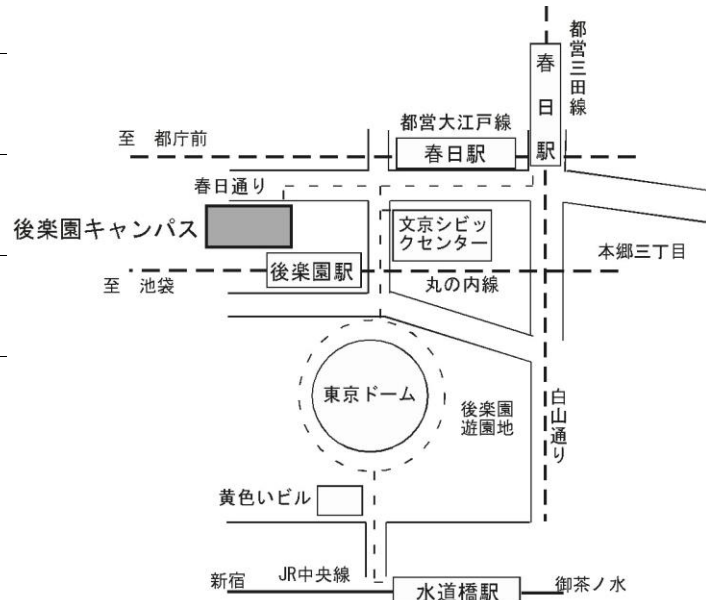 都営三田線
春日駅
都営大江戸線
至 都庁前
春日駅
春日通り
後楽園キャンパス
文京シビッ
クセンター
本郷三丁目
後楽園駅
至 池袋
丸の内線
東京ドーム
後楽園
遊園地
白山通り
黄色いビル
新宿
JR中央線
水道橋駅
御茶ノ水